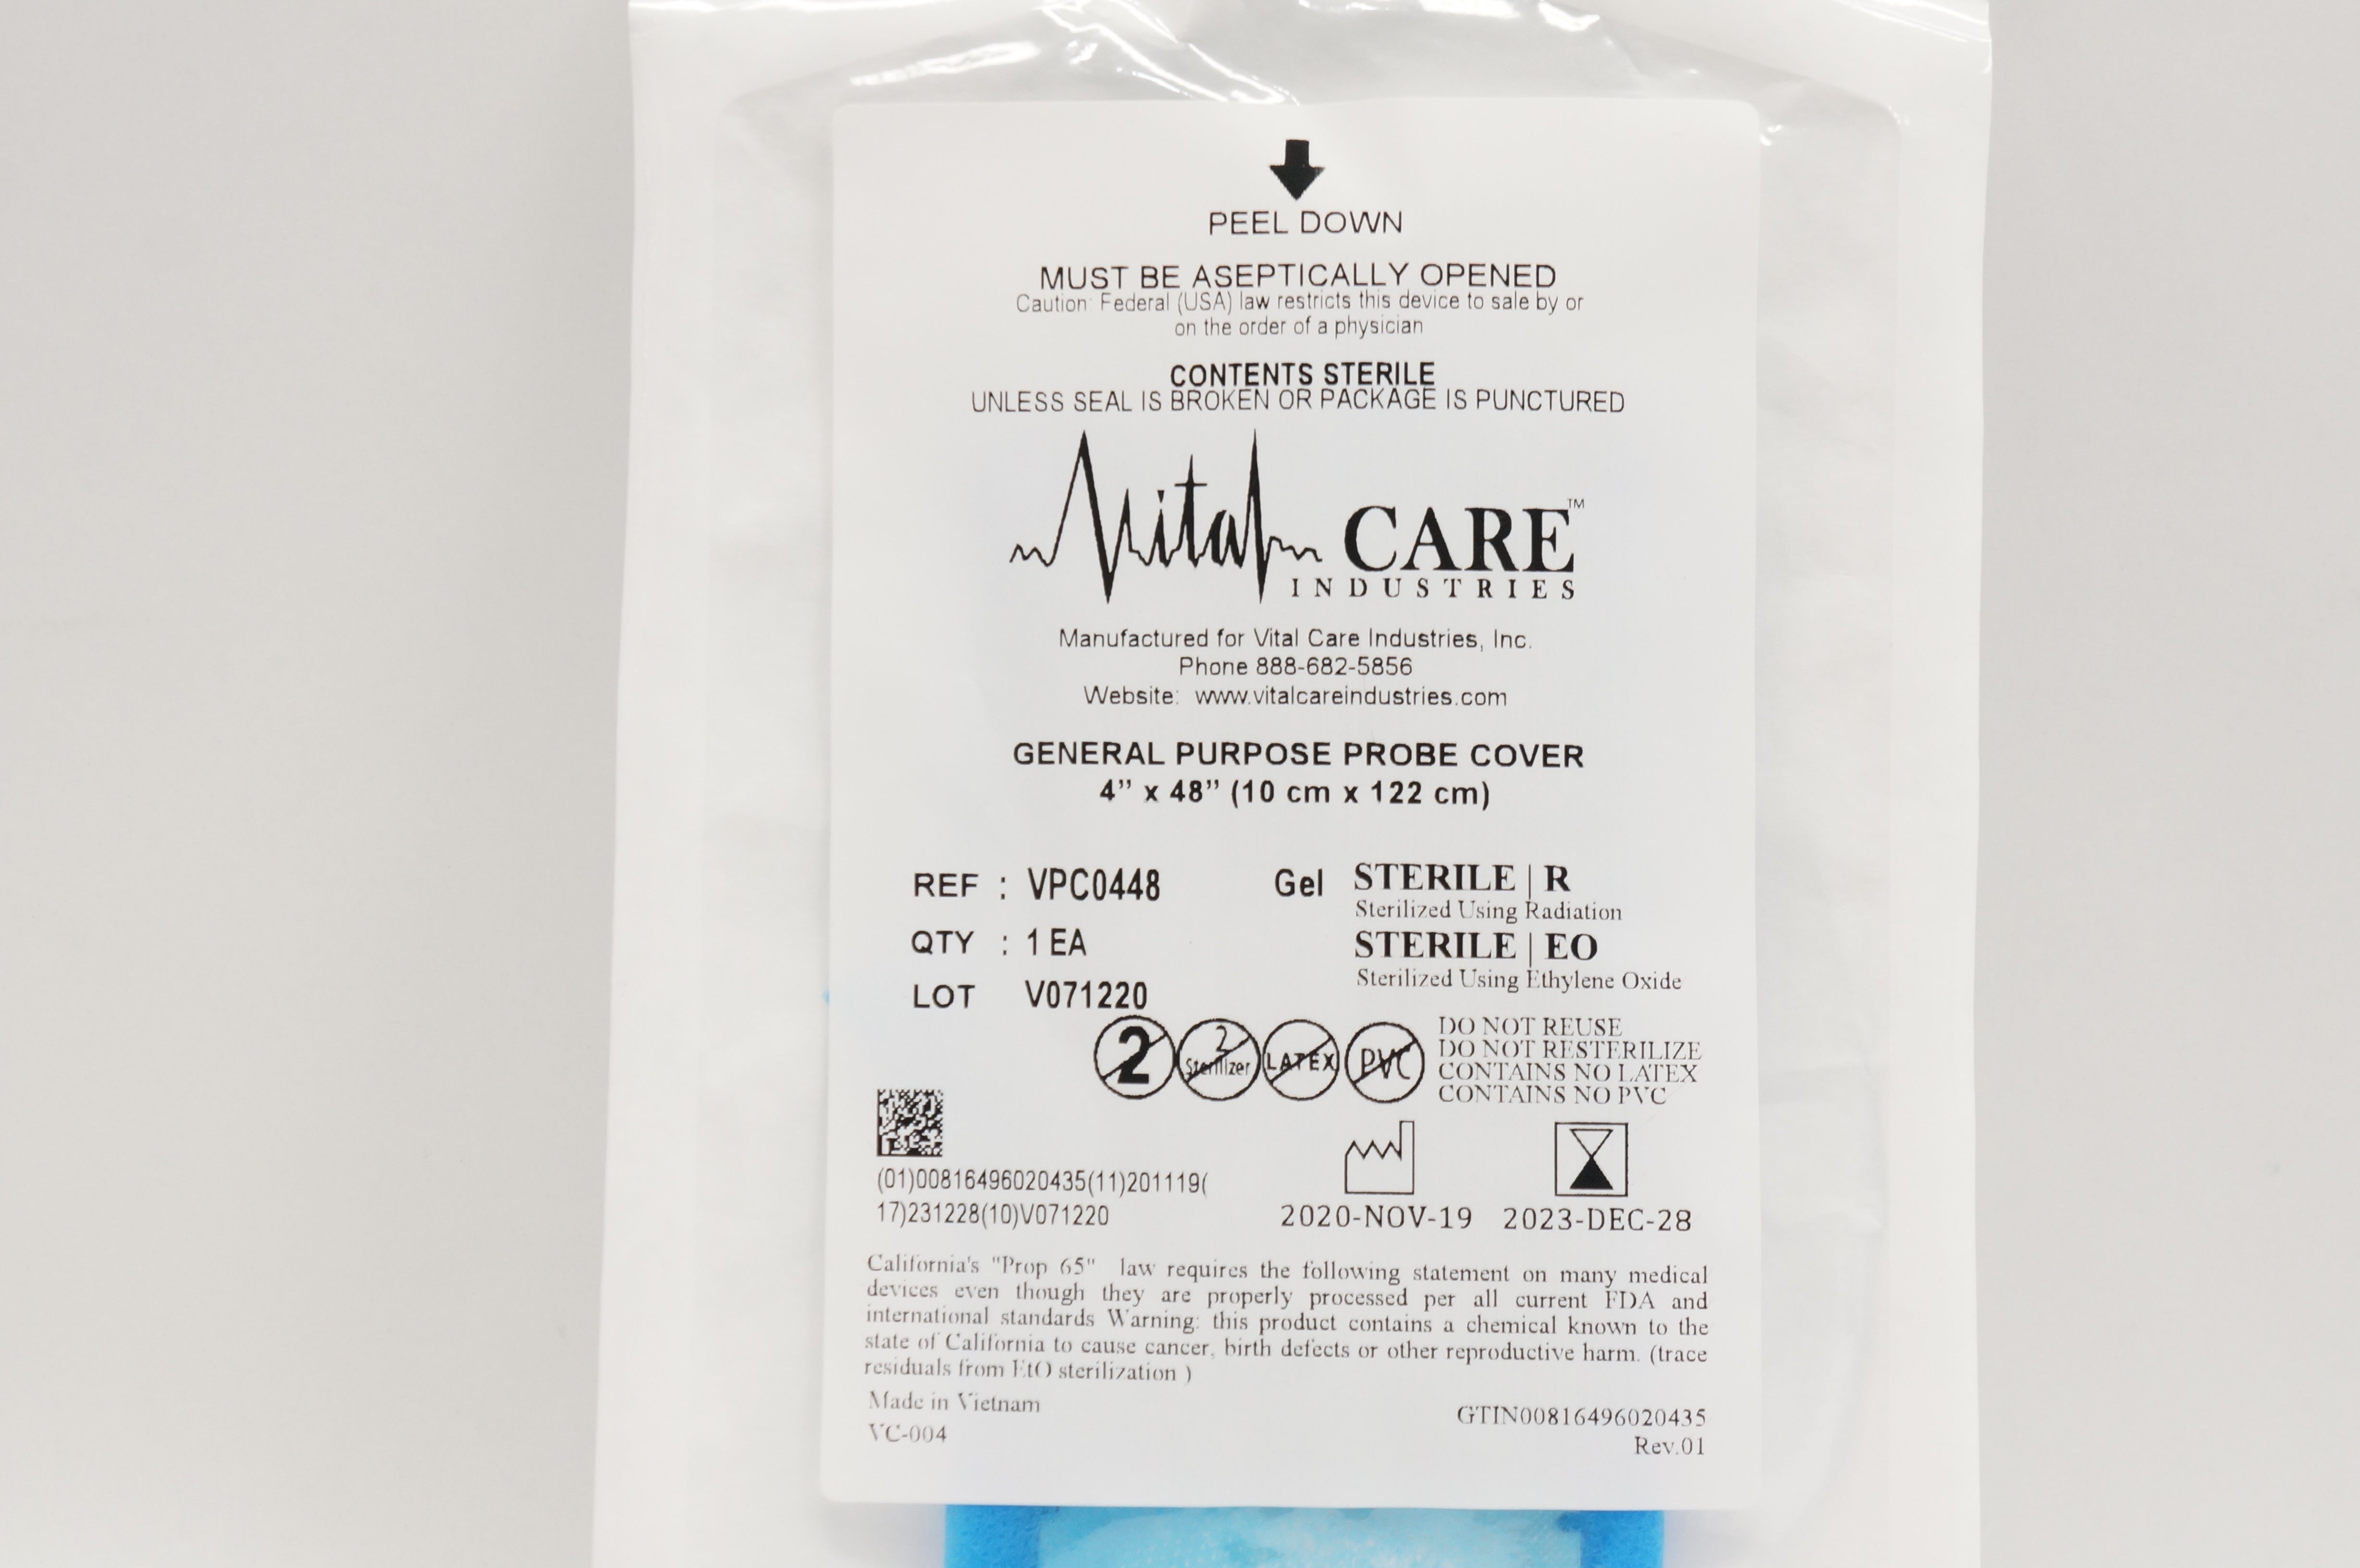 PEEL DOWN
MUST BE ASEPTICALLY OPENED
Caution: Federal (USA) law restricts this device to sale by or
on the order of a physician
CONTENTS STERILE
UNLESS SEAL IS BROKEN OR PACKAGE IS PUNCTURED
Vital CARE™
INDUSTRIES
Manufactured for Vital Care Industries, Inc.
Phone 888-682-5856
Website: www.vitalcareindustries.com
GENERAL PURPOSE PROBE COVER
4” x 48” (10 cm x 122 cm)
REF : VPC0448
QTY : 1 EA
LOT V071220
Gel STERILE | R
Sterilized Using Radiation
STERILE | EO
Sterilized Using Ethylene Oxide
2
2
Sterilizer
LATEX
PVC
DO NOT REUSE
DO NOT RESTERILIZE
CONTAINS NO LATEX
CONTAINS NO PVC
(01)00816496020435(11)201119(
17)231228(10)V071220
2020-NOV-19
2023-DEC-28
California's "Prop 65" law requires the following statement on many medical
devices even though they are properly processed per all current FDA and
international standards Warning: this product contains a chemical known to the
state of California to cause cancer, birth defects or other reproductive harm. (trace
residuals from EtO sterilization )
Made in Vietnam
VC-004
GTIN00816496020435
Rev.01